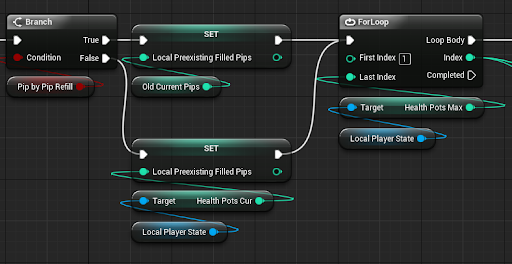 Branch
True
Condition
False
Pip by Pip Refill
SET
Local Preexisting Filled Pips
Old Current Pips
SET
Local Preexisting Filled Pips
Target
Health Pots Cur
Local Player State
ForLoop
Loop Body
First Index 1
Index
Last Index
Completed
Target
Health Pots Max
Local Player State